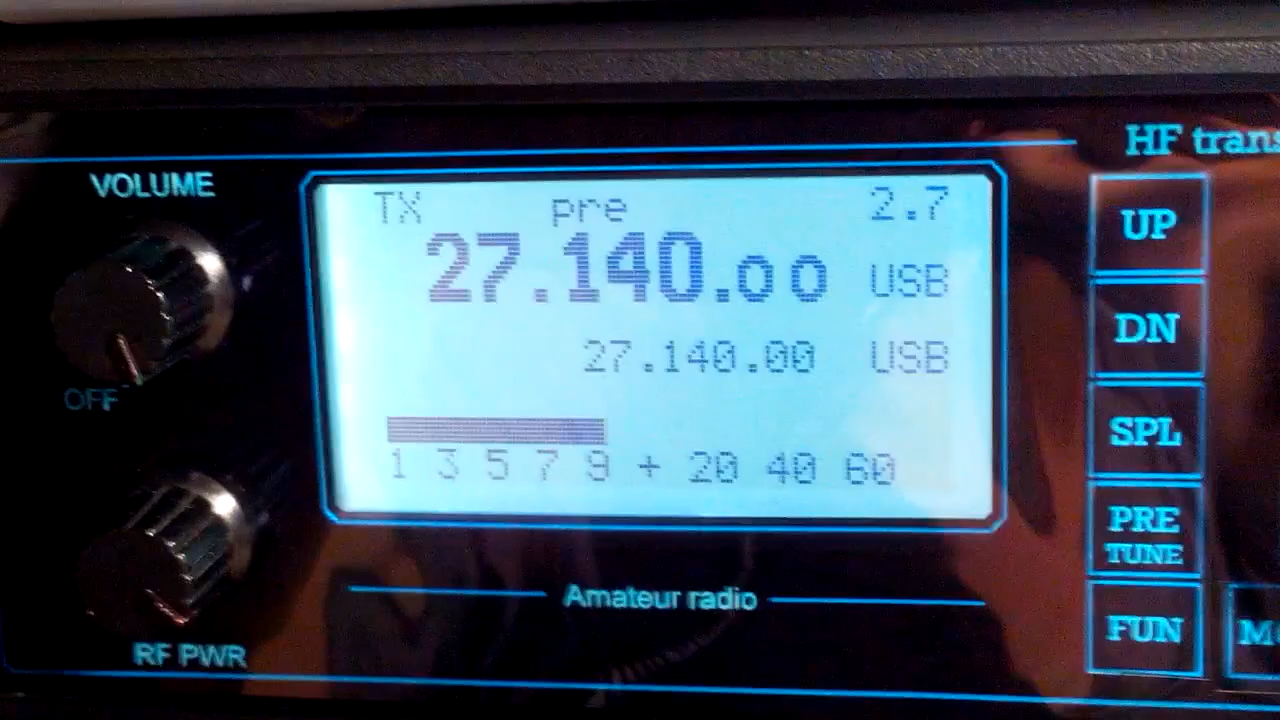 HF trans
VOLUME
OFF
RF PWR
TX pre 2.7
27.140.00 USB
27.140.00 USB
1 3 5 7 9 + 20 40 60
Amateur radio
UP
DN
SPL
PRE
TUNE
FUN
M